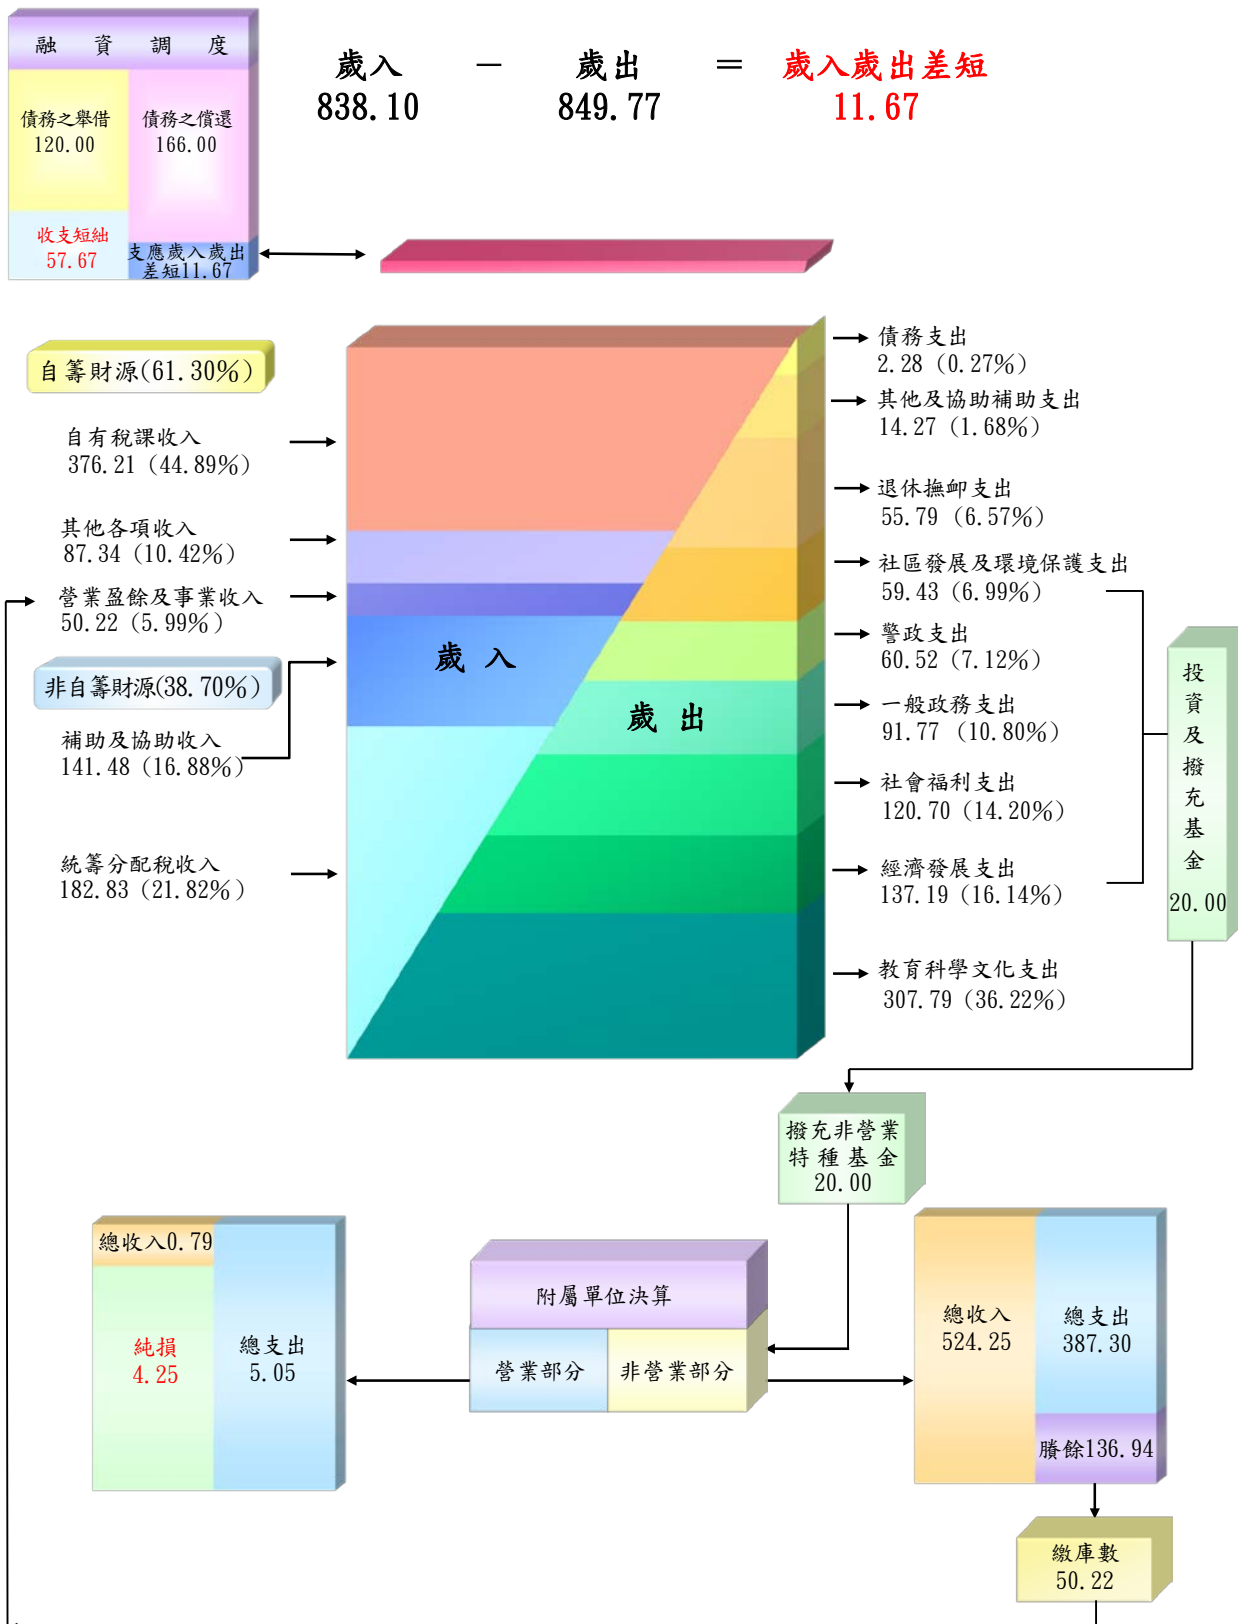 融資調度
債務之舉借
120.00
債務之償還
166.00
收支短絀
57.67
支應歲入歲出
差短11.67
歲入 － 歲出 ＝ 歲入歲出差短
838.10 849.77 11.67
自籌財源(61.30%)
自有稅課收入
376.21 (44.89%)
其他各項收入
87.34 (10.42%)
營業盈餘及事業收入
50.22 (5.99%)
非自籌財源(38.70%)
補助及協助收入
141.48 (16.88%)
統籌分配稅收入
182.83 (21.82%)
歲入
歲出
債務支出
2.28 (0.27%)
其他及協助補助支出
14.27 (1.68%)
退休撫卹支出
55.79 (6.57%)
社區發展及環境保護支出
59.43 (6.99%)
警政支出
60.52 (7.12%)
一般政務支出
91.77 (10.80%)
社會福利支出
120.70 (14.20%)
經濟發展支出
137.19 (16.14%)
教育科學文化支出
307.79 (36.22%)
投資及撥充基金
20.00
撥充非營業
特種基金
20.00
總收入0.79
純損
4.25
總支出
5.05
附屬單位決算
營業部分
非營業部分
總收入
524.25
總支出
387.30
賸餘136.94
繳庫數
50.22